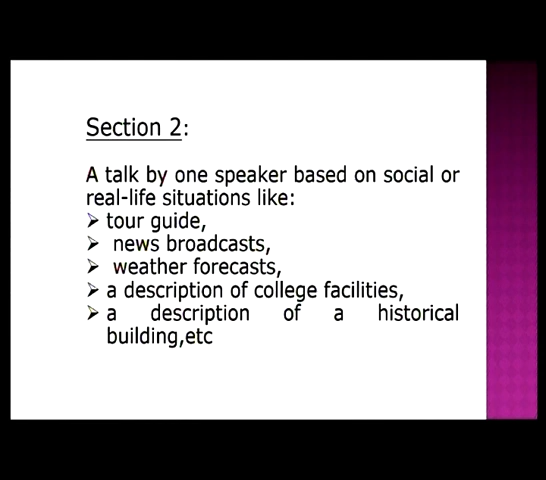 Section 2:
A talk by one speaker based on social or
real-life situations like:
➢ tour guide,
➢ news broadcasts,
➢ weather forecasts,
➢ a description of college facilities,
➢ a description of a historical
building,etc